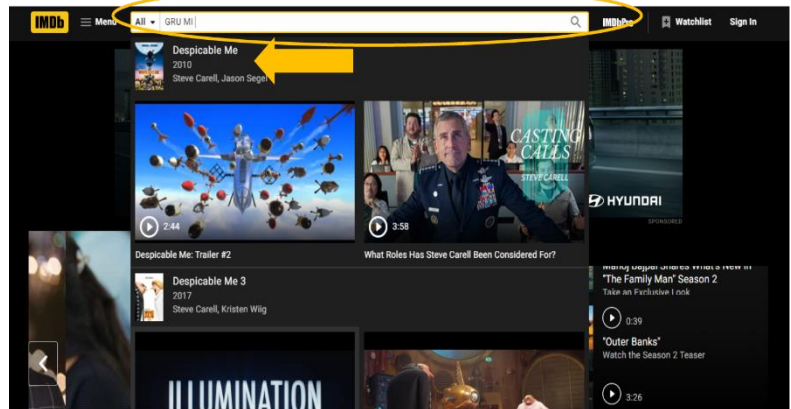 IMDb
Menu
All
GRU MI
IMDbPro
Watchlist
Sign In
Despicable Me
2010
Steve Carell, Jason Segel
CASTING
CALLS
STEVE CARELL
2:44
3:58
Despicable Me: Trailer #2
What Roles Has Steve Carell Been Considered For?
HYUNDAI
SPONSORED
Despicable Me 3
2017
Steve Carell, Kristen Wiig
ILLUMINATION
Manoj Bajpai Shares What's New in
"The Family Man" Season 2
Take an Exclusive Look
0:39
"Outer Banks"
Watch the Season 2 Teaser
3:26